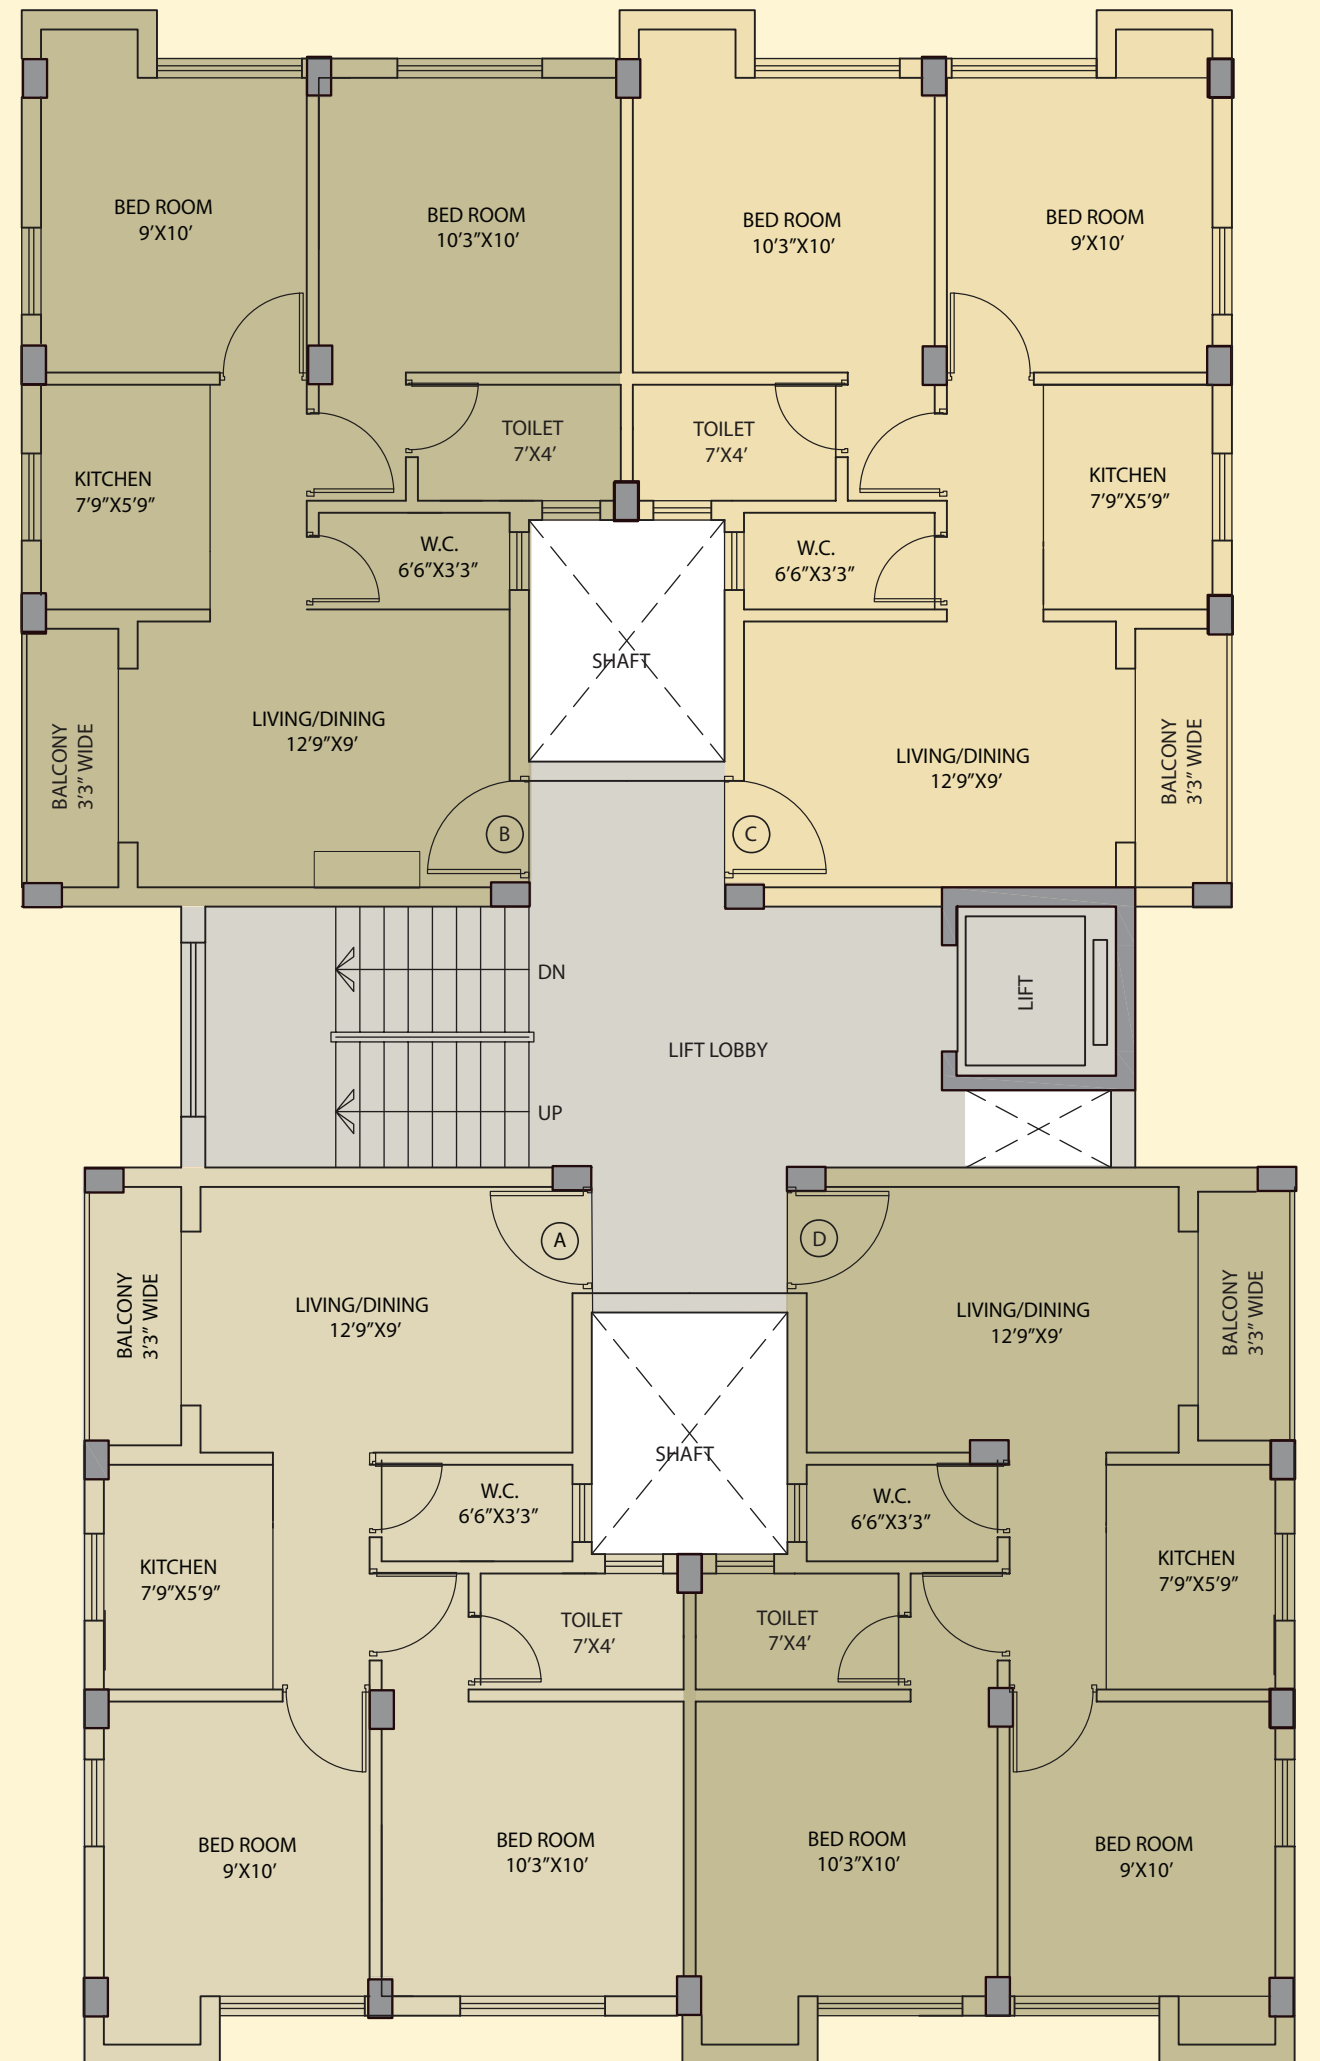 BED ROOM
9'X10'
BED ROOM
10'3"X10'
BED ROOM
10'3"X10'
BED ROOM
9'X10'
TOILET
7'X4'
TOILET
7'X4'
KITCHEN
7'9"X5'9"
KITCHEN
7'9"X5'9"
W.C.
6'6"X3'3"
W.C.
6'6"X3'3"
SHAFT
LIVING/DINING
12'9"X9'
LIVING/DINING
12'9"X9'
BALCONY
3'3" WIDE
BALCONY
3'3" WIDE
B
C
DN
LIFT
LIFT LOBBY
UP
A
D
BALCONY
3'3" WIDE
LIVING/DINING
12'9"X9'
LIVING/DINING
12'9"X9'
BALCONY
3'3" WIDE
SHAFT
W.C.
6'6"X3'3"
W.C.
6'6"X3'3"
KITCHEN
7'9"X5'9"
KITCHEN
7'9"X5'9"
TOILET
7'X4'
TOILET
7'X4'
BED ROOM
9'X10'
BED ROOM
10'3"X10'
BED ROOM
10'3"X10'
BED ROOM
9'X10'